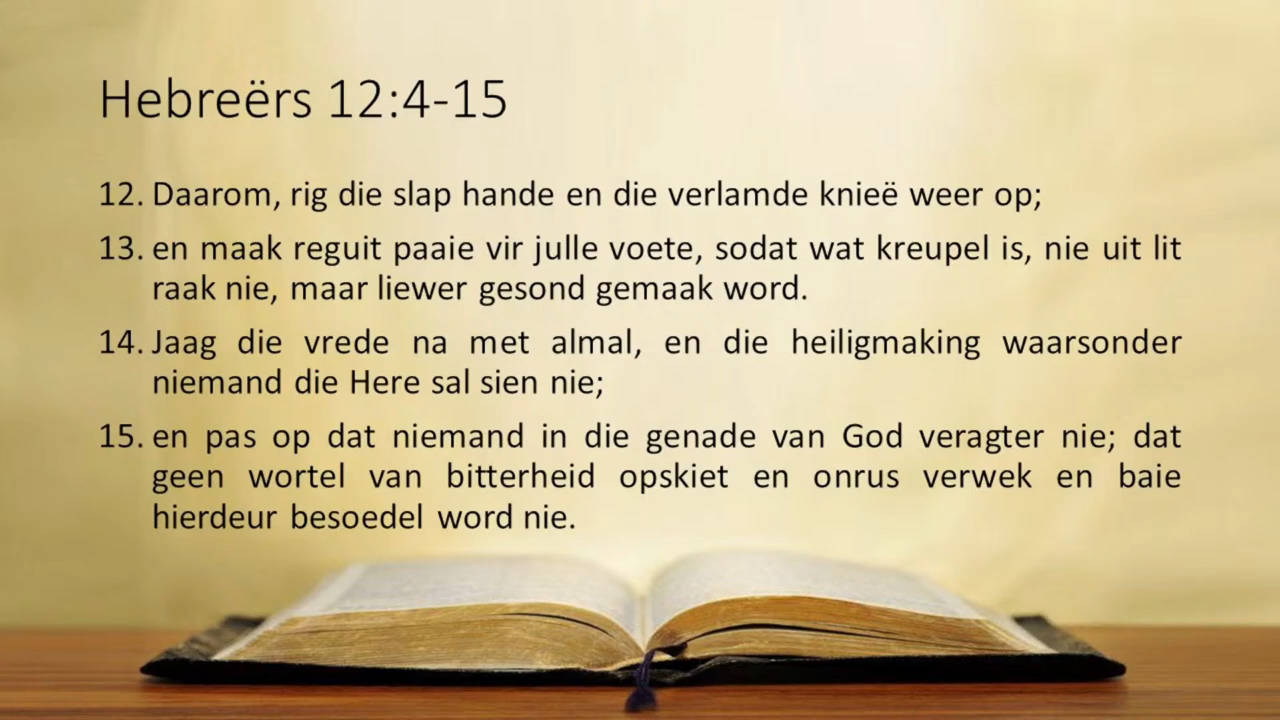 Hebreërs 12:4-15
12. Daarom, rig die slap hande en die verlamde knieë weer op;
13. en maak reguit paaie vir julle voete, sodat wat kreupel is, nie uit lit
raak nie, maar liewer gesond gemaak word.
14. Jaag die vrede na met almal, en die heiligmaking waarsonder
niemand die Here sal sien nie;
15. en pas op dat niemand in die genade van God veragter nie; dat
geen wortel van bitterheid opskiet en onrus verwek en baie
hierdeur besoedel word nie.